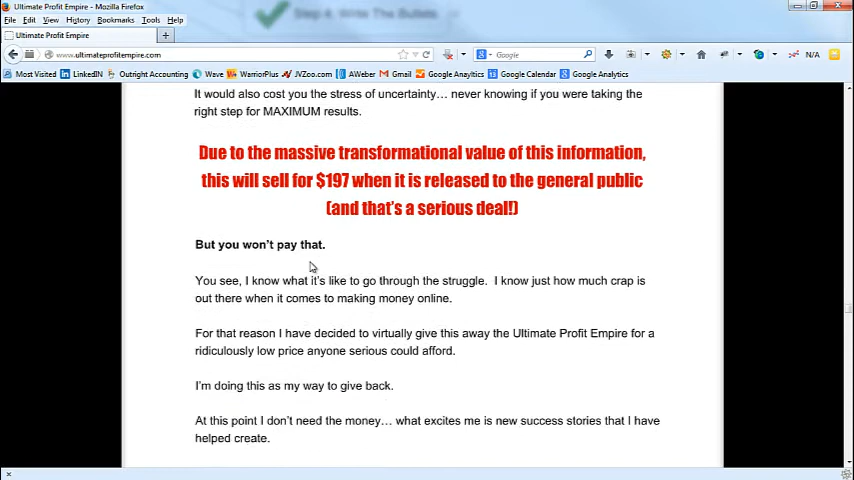 Step 4: Write The Bullets
Ultimate Profit Empire - Mozilla Firefox
File Edit View History Bookmarks Tools Help
Ultimate Profit Empire
www.ultimateprofitempire.com
Google
N/A
Most Visited LinkedIN Outright Accounting Wave WarriorPlus JVZoo.com AWeber Gmail Google Anayltics Google Calendar Google Analytics
It would also cost you the stress of uncertainty… never knowing if you were taking the
right step for MAXIMUM results.
Due to the massive transformational value of this information,
this will sell for $197 when it is released to the general public
(and that's a serious deal!)
But you won't pay that.
You see, I know what it's like to go through the struggle. I know just how much crap is
out there when it comes to making money online.
For that reason I have decided to virtually give this away the Ultimate Profit Empire for a
ridiculously low price anyone serious could afford.
I'm doing this as my way to give back.
At this point I don't need the money… what excites me is new success stories that I have
helped create.